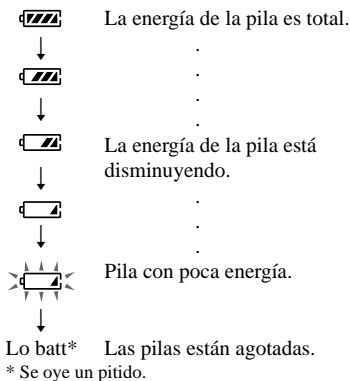 La energía de la pila es total.
.
.
.
.
La energía de la pila está
disminuyendo.
.
.
.
Pila con poca energía.
Lo batt* Las pilas están agotadas.
* Se oye un pitido.